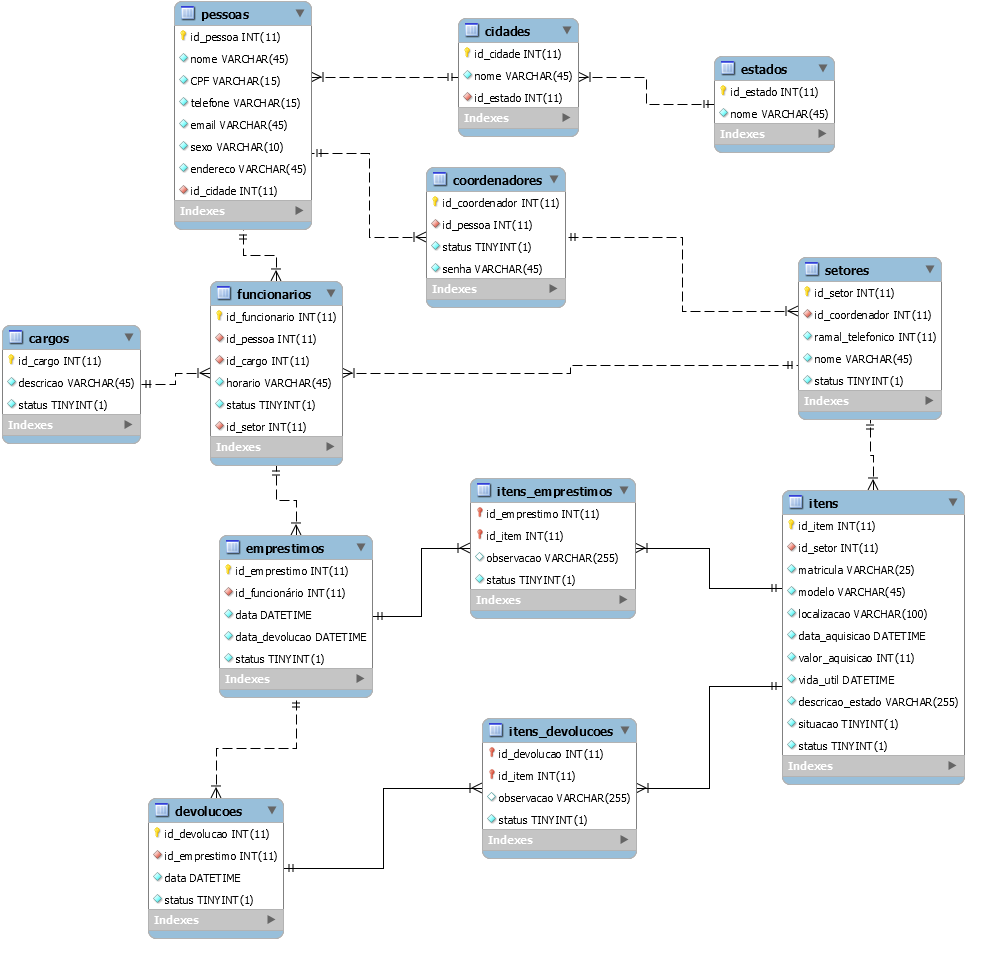 pessoas
id_pessoa INT(11)
nome VARCHAR(45)
CPF VARCHAR(15)
telefone VARCHAR(15)
email VARCHAR(45)
sexo VARCHAR(10)
endereco VARCHAR(45)
id_cidade INT(11)
Indexes
cidades
id_cidade INT(11)
nome VARCHAR(45)
id_estado INT(11)
Indexes
estados
id_estado INT(11)
nome VARCHAR(45)
Indexes
coordenadores
id_coordenador INT(11)
id_pessoa INT(11)
status TINYINT(1)
senha VARCHAR(45)
Indexes
setores
id_setor INT(11)
id_coordenador INT(11)
ramal_telefonico INT(11)
nome VARCHAR(45)
status TINYINT(1)
Indexes
funcionarios
id_funcionario INT(11)
id_pessoa INT(11)
id_cargo INT(11)
horario VARCHAR(45)
status TINYINT(1)
id_setor INT(11)
Indexes
cargos
id_cargo INT(11)
descricao VARCHAR(45)
status TINYINT(1)
Indexes
itens_emprestimos
id_emprestimo INT(11)
id_item INT(11)
observacao VARCHAR(255)
status TINYINT(1)
Indexes
itens
id_item INT(11)
id_setor INT(11)
matricula VARCHAR(25)
modelo VARCHAR(45)
localizacao VARCHAR(100)
data_aquisicao DATETIME
valor_aquisicao INT(11)
vida_util DATETIME
descricao_estado VARCHAR(255)
situacao TINYINT(1)
status TINYINT(1)
Indexes
emprestimos
id_emprestimo INT(11)
id_funcionário INT(11)
data DATETIME
data_devolucao DATETIME
status TINYINT(1)
Indexes
itens_devolucoes
id_devolucao INT(11)
id_item INT(11)
observacao VARCHAR(255)
status TINYINT(1)
Indexes
devolucoes
id_devolucao INT(11)
id_emprestimo INT(11)
data DATETIME
status TINYINT(1)
Indexes